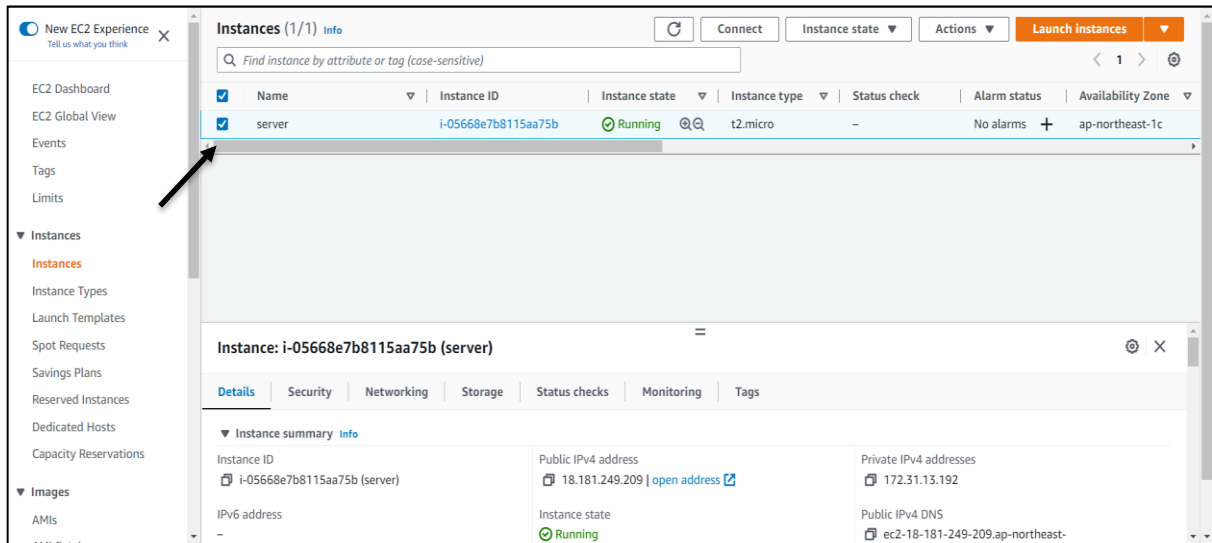 New EC2 Experience
Tell us what you think
EC2 Dashboard
EC2 Global View
Events
Tags
Limits
Instances
Instances
Instance Types
Launch Templates
Spot Requests
Savings Plans
Reserved Instances
Dedicated Hosts
Capacity Reservations
Images
AMIs
Instances (1/1) Info
Connect
Instance state
Actions
Launch instances
Find instance by attribute or tag (case-sensitive)
1
Name Instance ID Instance state Instance type Status check Alarm status Availability Zone
server i-05668e7b8115aa75b Running t2.micro – No alarms + ap-northeast-1c
Instance: i-05668e7b8115aa75b (server)
Details Security Networking Storage Status checks Monitoring Tags
Instance summary Info
Instance ID
i-05668e7b8115aa75b (server)
Public IPv4 address
18.181.249.209 | open address
Private IPv4 addresses
172.31.13.192
IPv6 address
–
Instance state
Running
Public IPv4 DNS
ec2-18-181-249-209.ap-northeast-